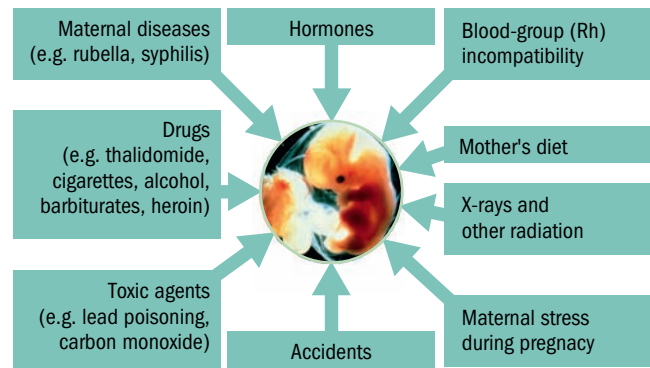 Maternal diseases
(e.g. rubella, syphilis)
Hormones
Blood-group (Rh)
incompatibility
Drugs
(e.g. thalidomide,
cigarettes, alcohol,
barbiturates, heroin)
Mother's diet
X-rays and
other radiation
Toxic agents
(e.g. lead poisoning,
carbon monoxide)
Accidents
Maternal stress
during pregnancy